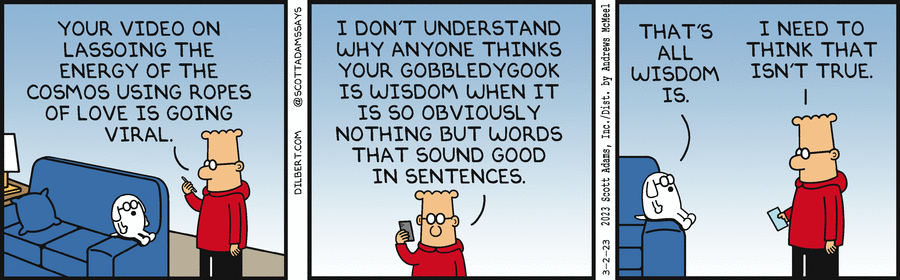 YOUR VIDEO ON
LASSOING THE
ENERGY OF THE
COSMOS USING ROPES
OF LOVE IS GOING
VIRAL.
DILBERT.COM @SCOTTADAMSSAYS
I DON'T UNDERSTAND
WHY ANYONE THINKS
YOUR GOBBLEDYGOOK
IS WISDOM WHEN IT
IS SO OBVIOUSLY
NOTHING BUT WORDS
THAT SOUND GOOD
IN SENTENCES.
3-2-23 2023 Scott Adams, Inc./Dist. by Andrews McMeel
THAT'S
ALL
WISDOM
IS.
I NEED TO
THINK THAT
ISN'T TRUE.